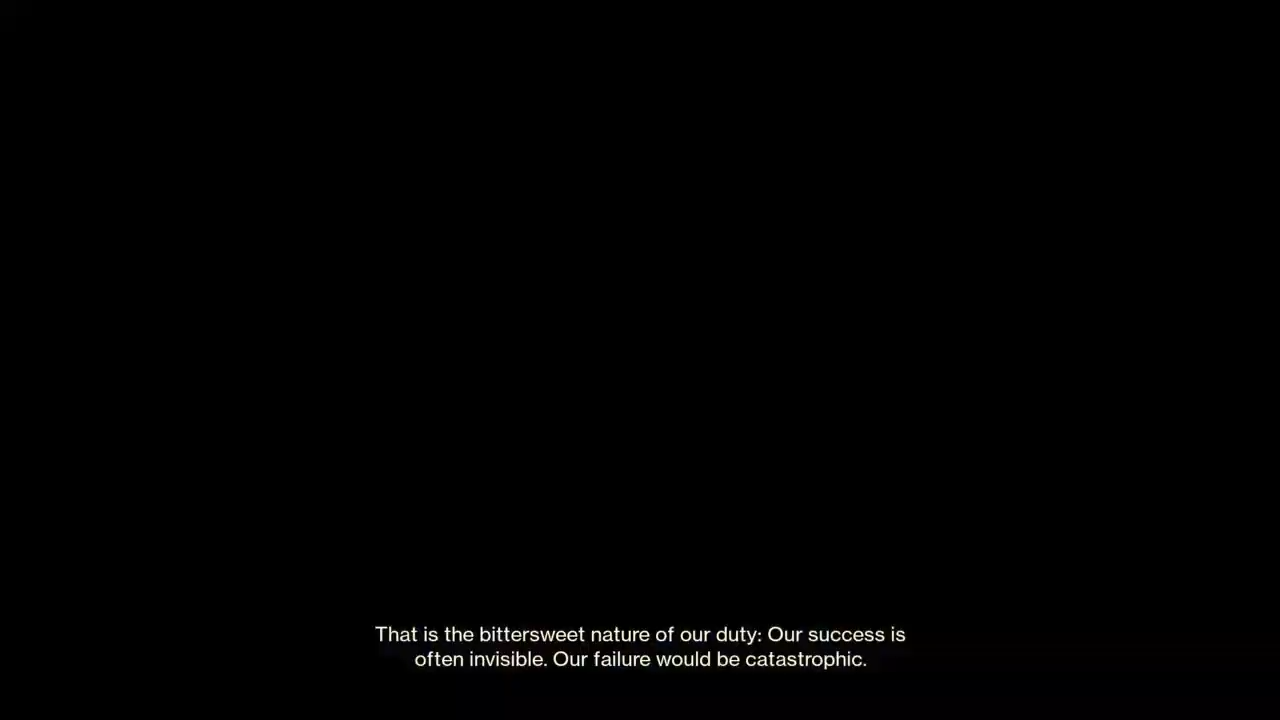 That is the bittersweet nature of our duty: Our success is
often invisible. Our failure would be catastrophic.